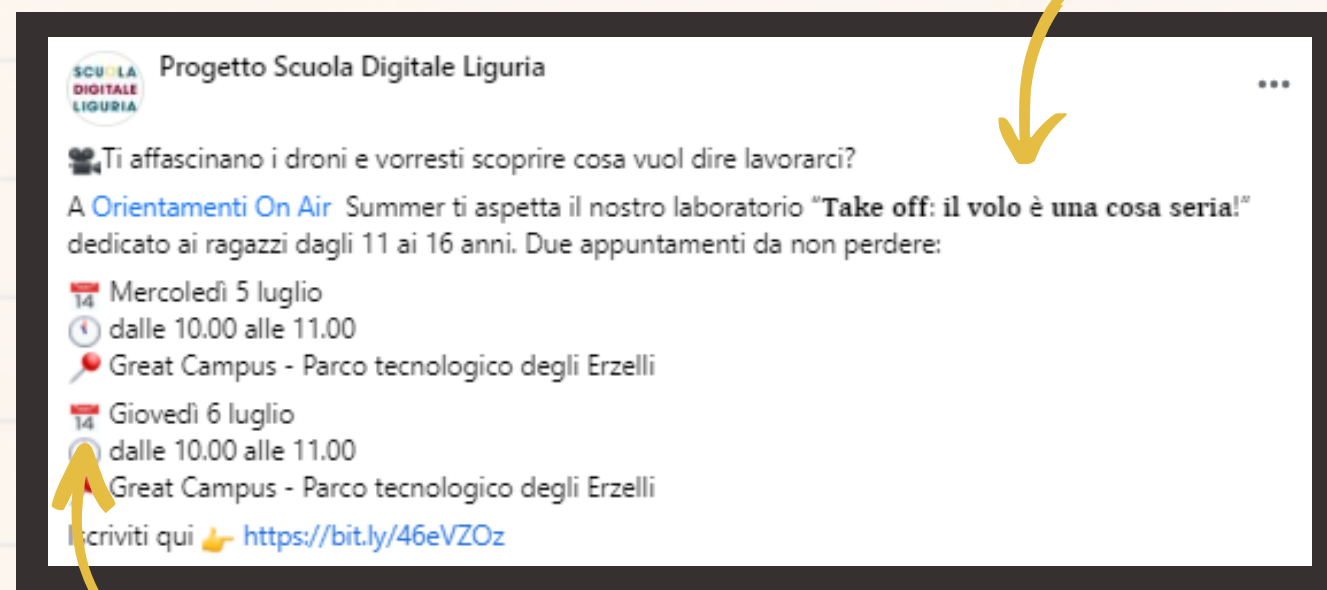 SCUOLA
DIGITALE
LIGURIA
Progetto Scuola Digitale Liguria
Ti affascinano i droni e vorresti scoprire cosa vuol dire lavorarci?
A Orientamenti On Air Summer ti aspetta il nostro laboratorio "Take off: il volo è una cosa seria!"
dedicato ai ragazzi dagli 11 ai 16 anni. Due appuntamenti da non perdere:
14 Mercoledì 5 luglio
dalle 10.00 alle 11.00
Great Campus - Parco tecnologico degli Erzelli
14 Giovedì 6 luglio
dalle 10.00 alle 11.00
Great Campus - Parco tecnologico degli Erzelli
Iscriviti qui https://bit.ly/46eVZOz